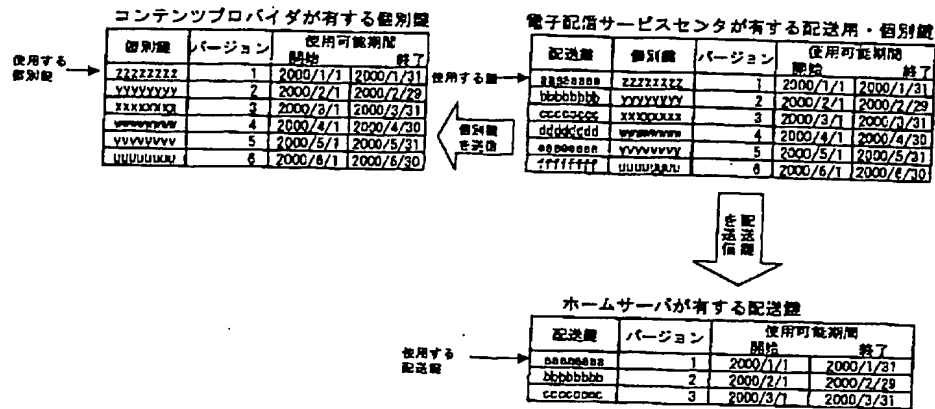 コンテンツプロバイダが有する個別鍵
個別鍵 バージョン 使用可能期間
開始 終了
使用する
個別鍵
zzzzzzzz 1 2000/1/1 2000/1/31
yyyyyyyy 2 2000/2/1 2000/2/29
xxxxxxxx 3 2000/3/1 2000/3/31
4 2000/4/1 2000/4/30
vvvvvvvv 5 2000/5/1 2000/5/31
uuuuuuuu 6 2000/6/1 2000/6/30
個別鍵
を送信
電子配信サービスセンタが有する配送用・個別鍵
配送鍵 個別鍵 バージョン 使用可能期間
開始 終了
使用する鍵
aaaaaaaa zzzzzzzz 1 2000/1/1 2000/1/31
bbbbbbbb yyyyyyyy 2 2000/2/1 2000/2/29
cccccccc xxxxxxxx 3 2000/3/1 2000/3/31
dddddddd 4 2000/4/1 2000/4/30
vvvvvvvv 5 2000/5/1 2000/5/31
ffffffff uuuuuuuu 6 2000/6/1 2000/6/30
配送鍵
を送信
ホームサーバが有する配送鍵
配送鍵 バージョン 使用可能期間
開始 終了
使用する
配送鍵
aaaaaaaa 1 2000/1/1 2000/1/31
bbbbbbbb 2 2000/2/1 2000/2/29
cccccccc 3 2000/3/1 2000/3/31